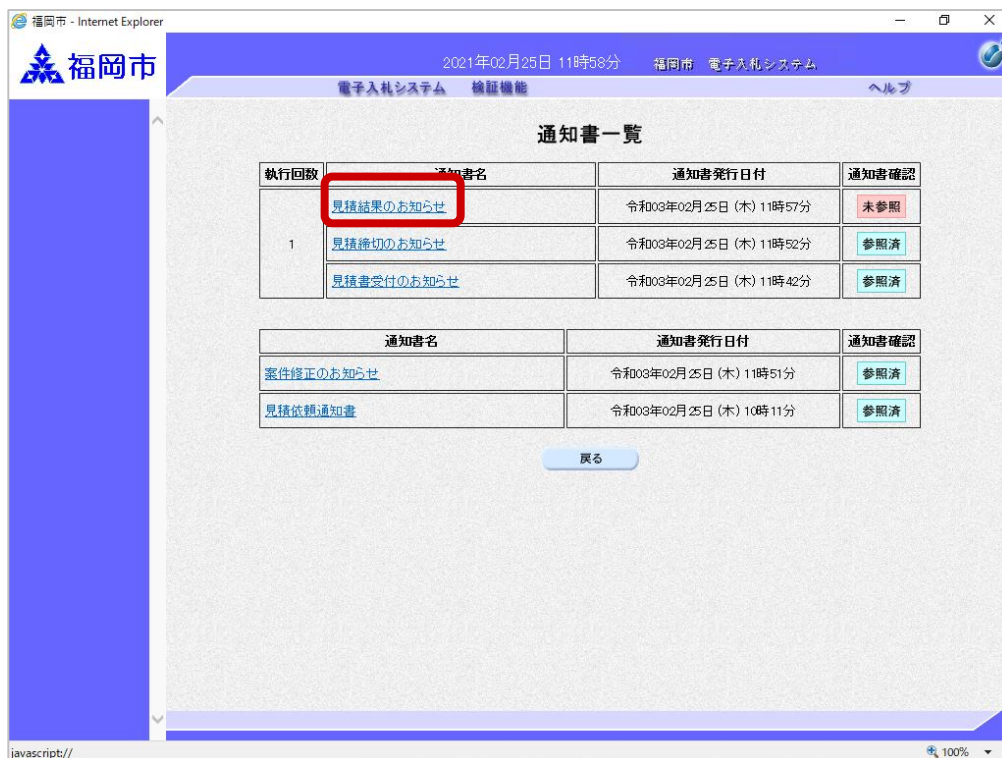 福岡市 - Internet Explorer
福岡市
2021年02月25日 11時58分 福岡市 電子入札システム
電子入札システム 検証機能 ヘルプ
通知書一覧
執行回数 通知書名 通知書発行日付 通知書確認
見積結果のお知らせ 令和03年02月25日(木)11時57分 未参照
1 見積締切のお知らせ 令和03年02月25日(木)11時52分 参照済
見積書受付のお知らせ 令和03年02月25日(木)11時42分 参照済
通知書名 通知書発行日付 通知書確認
案件修正のお知らせ 令和03年02月25日(木)11時51分 参照済
見積依頼通知書 令和03年02月25日(木)10時11分 参照済
戻る
javascript:// 100%